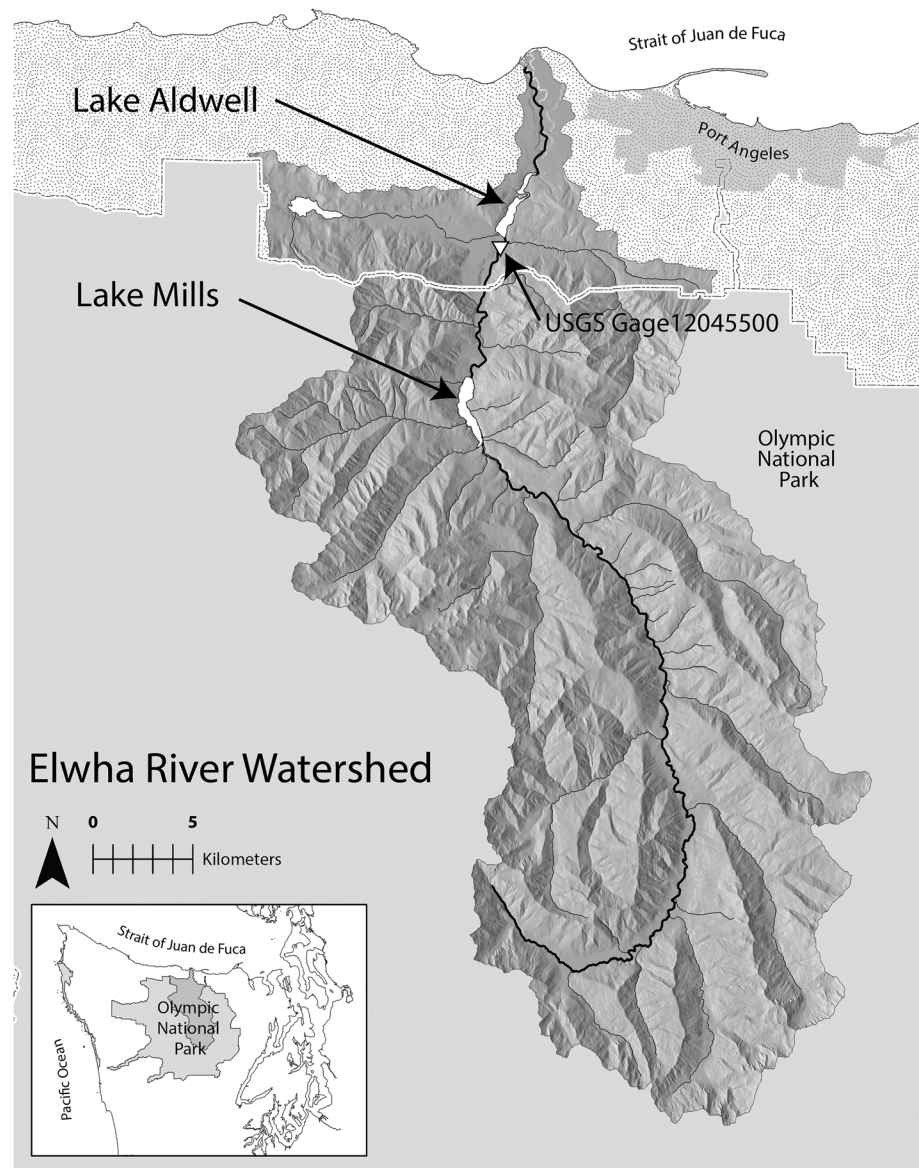 Strait of Juan de Fuca
Lake Aldwell
Port Angeles
Lake Mills
USGS Gage12045500
Olympic
National
Park
Elwha River Watershed
N
0 5
Kilometers
Strait of Juan de Fuca
Olympic
National
Park
Pacific Ocean